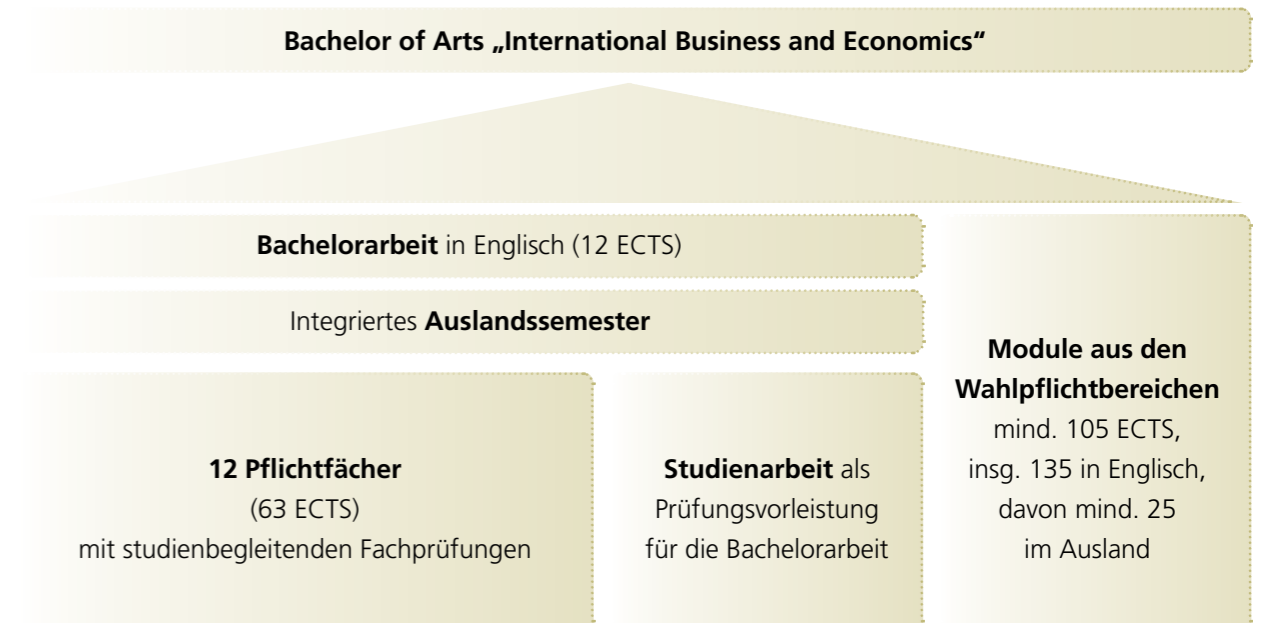 Bachelor of Arts „International Business and Economics“
Bachelorarbeit in Englisch (12 ECTS)
Integriertes Auslandssemester
12 Pflichtfächer
(63 ECTS)
mit studienbegleitenden Fachprüfungen
Studienarbeit als
Prüfungsvorleistung
für die Bachelorarbeit
Module aus den
Wahlpflichtbereichen
mind. 105 ECTS,
insg. 135 in Englisch,
davon mind. 25
im Ausland